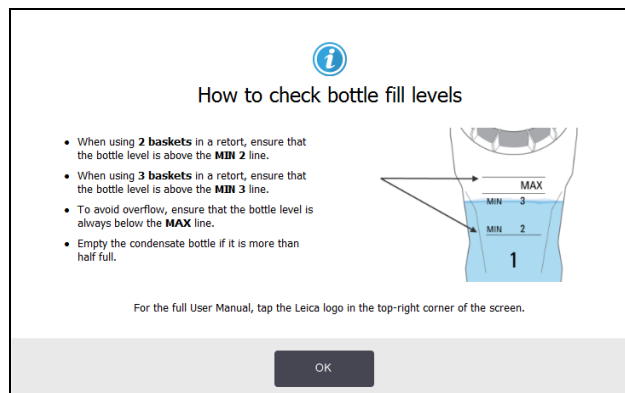 How to check bottle fill levels
• When using 2 baskets in a retort, ensure that
the bottle level is above the MIN 2 line.
• When using 3 baskets in a retort, ensure that
the bottle level is above the MIN 3 line.
• To avoid overflow, ensure that the bottle level is
always below the MAX line.
• Empty the condensate bottle if it is more than
half full.
MAX
MIN 3
MIN 2
1
For the full User Manual, tap the Leica logo in the top-right corner of the screen.
OK